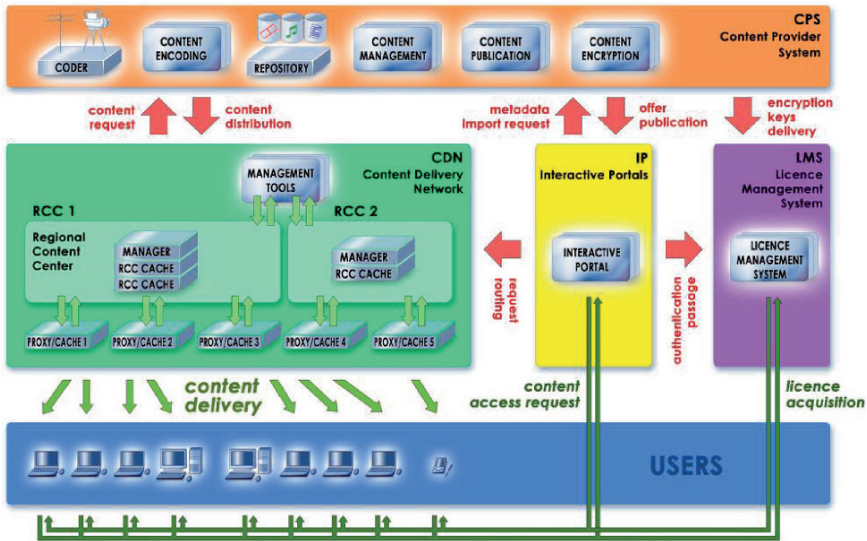 CPS
Content Provider
System
CODER
CONTENT
ENCODING
REPOSITORY
CONTENT
MANAGEMENT
CONTENT
PUBLICATION
CONTENT
ENCRYPTION
content
request
content
distribution
metadata
import request
offer
publication
encryption
keys
delivery
CDN
Content Delivery
Network
MANAGEMENT
TOOLS
RCC 1
Regional
Content
Center
MANAGER
RCC CACHE
RCC CACHE
RCC 2
MANAGER
RCC CACHE
PROXY/CACHE 1
PROXY/CACHE 2
PROXY/CACHE 3
PROXY/CACHE 4
PROXY/CACHE 5
request
routing
IP
Interactive Portals
INTERACTIVE
PORTAL
authentication
passage
LMS
Licence
Management
System
LICENCE
MANAGEMENT
SYSTEM
content
delivery
content
access request
licence
acquisition
USERS